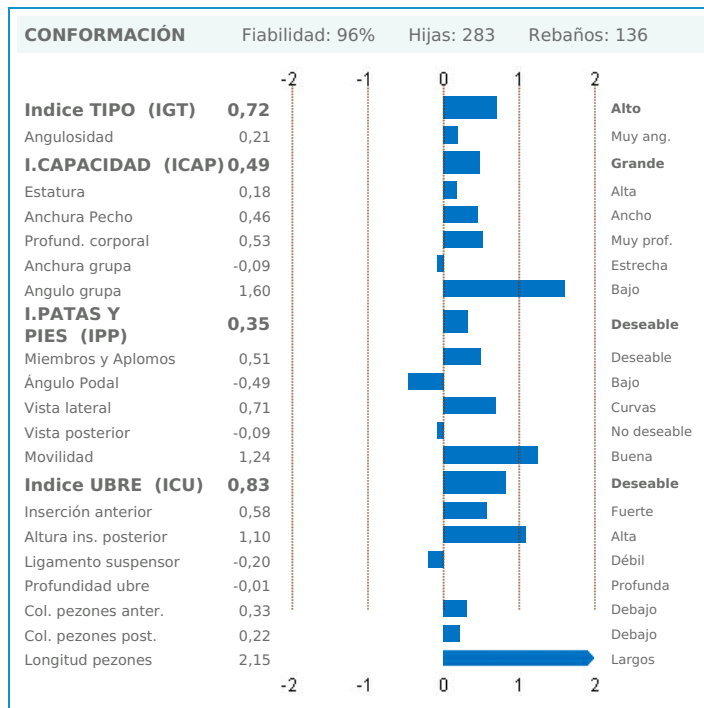 CONFORMACIÓN Fiabilidad: 96% Hijas: 283 Rebaños: 136
-2 -1 0 1 2
Indice TIPO (IGT) 0,72 Alto
Angulosidad 0,21 Muy ang.
I.CAPACIDAD (ICAP) 0,49 Grande
Estatura 0,18 Alta
Anchura Pecho 0,46 Ancho
Profund. corporal 0,53 Muy prof.
Anchura grupa -0,09 Estrecha
Angulo grupa 1,60 Bajo
I.PATAS Y
PIES (IPP) 0,35 Deseable
Miembros y Aplomos 0,51 Deseable
Ángulo Podal -0,49 Bajo
Vista lateral 0,71 Curvas
Vista posterior -0,09 No deseable
Movilidad 1,24 Buena
Indice UBRE (ICU) 0,83 Deseable
Inserción anterior 0,58 Fuerte
Altura ins. posterior 1,10 Alta
Ligamento suspensor -0,20 Débil
Profundidad ubre -0,01 Profunda
Col. pezones anter. 0,33 Debajo
Col. pezones post. 0,22 Debajo
Longitud pezones 2,15 Largos
-2 -1 0 1 2